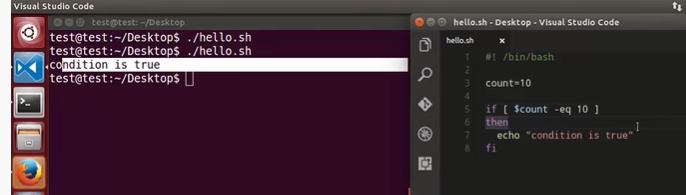 Visual Studio Code
test@test: ~/Desktop
test@test:~/Desktop$ ./hello.sh
test@test:~/Desktop$ ./hello.sh
condition is true
test@test:~/Desktop$
hello.sh - Desktop - Visual Studio Code
hello.sh
1 #! /bin/bash
2
3 count=10
4
5 if [ $count -eq 10 ]
6 then
7 echo "condition is true"
8 fi